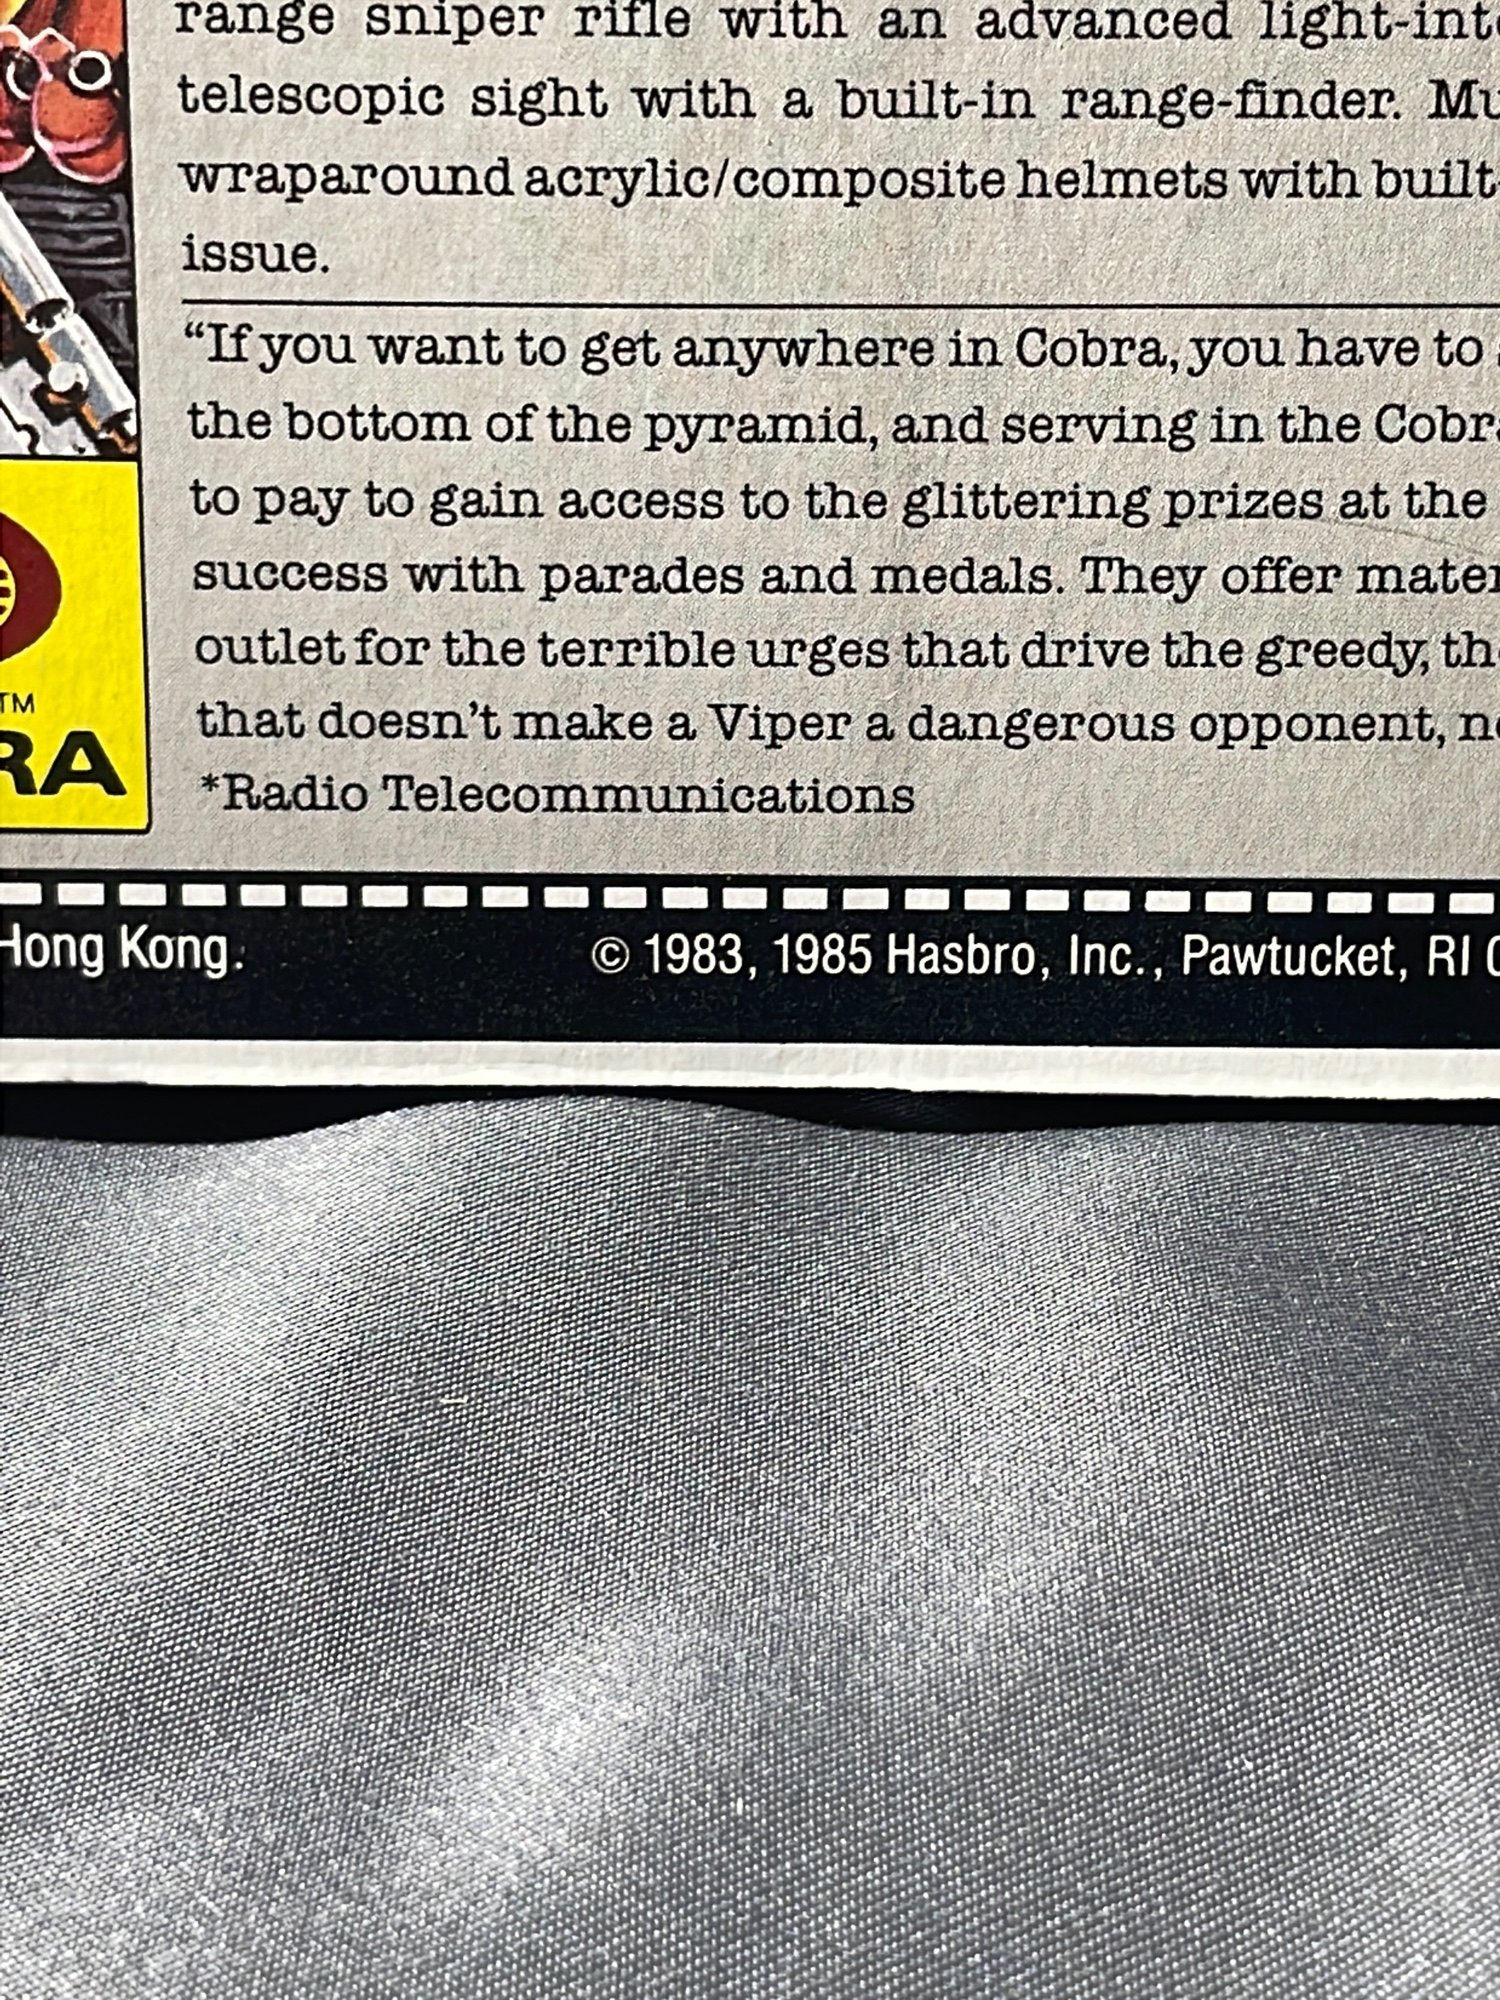 range sniper rifle with an advanced light-int
telescopic sight with a built-in range-finder. Mu
wraparound acrylic/composite helmets with built-
issue.
“If you want to get anywhere in Cobra, you have to
the bottom of the pyramid, and serving in the Cobra
to pay to gain access to the glittering prizes at the
success with parades and medals. They offer mater
outlet for the terrible urges that drive the greedy, the
that doesn’t make a Viper a dangerous opponent, n
*Radio Telecommunications
TM
RA
Hong Kong.
© 1983, 1985 Hasbro, Inc., Pawtucket, RI 0